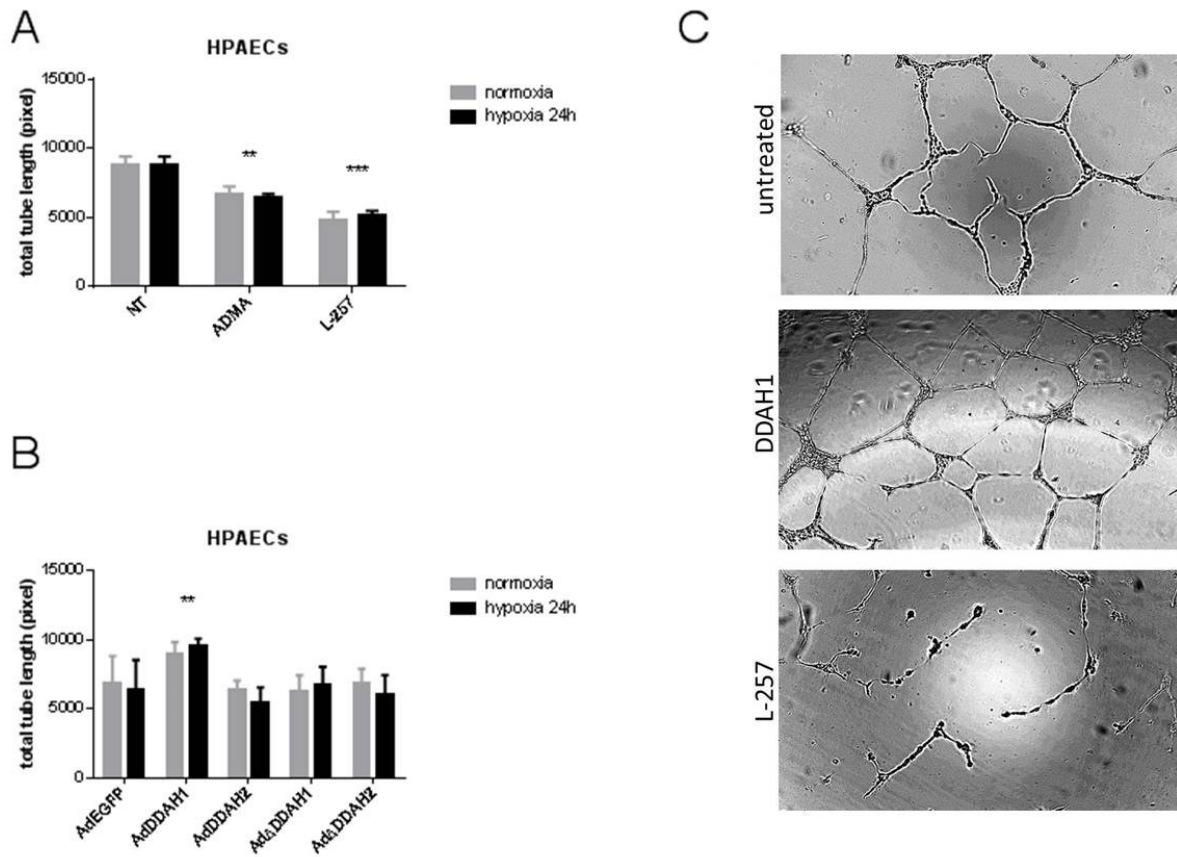 A
HPAECs
total tube length (pixel)
15000
10000
5000
0
**
***
NT
ADMA
L-257
normoxia
hypoxia 24h
B
HPAECs
total tube length (pixel)
15000
10000
5000
0
**
AdEGFP
AdDDAH1
AdDDAH2
AdΔDDAH1
AdΔDDAH2
normoxia
hypoxia 24h
C
untreated
DDAH1
L-257